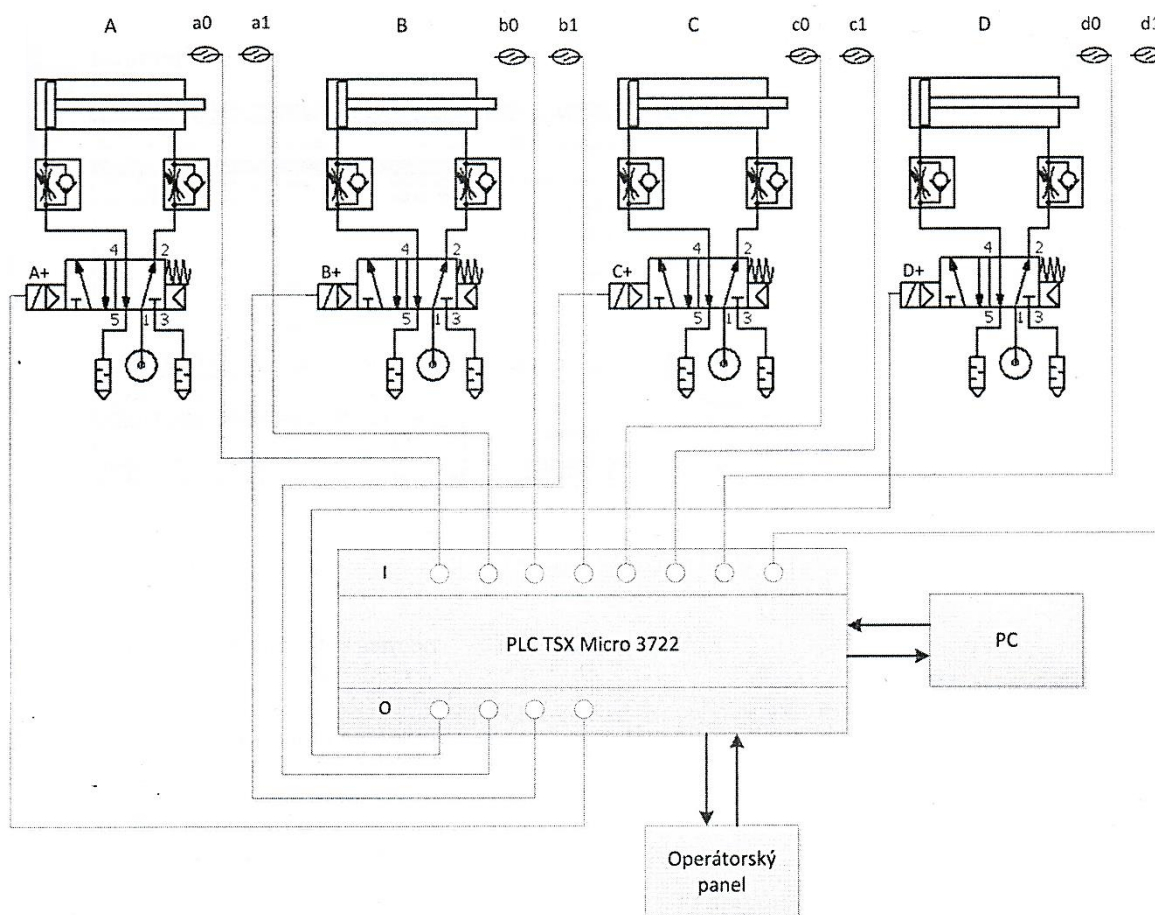 A a0 a1 B b0 b1 C c0 c1 D d0 d1
4 2 4 2 4 2 4 2
A+ B+ C+ D+
5 1 3 5 1 3 5 1 3 5 1 3
I
PLC TSX Micro 3722
PC
O
Operátorský
panel